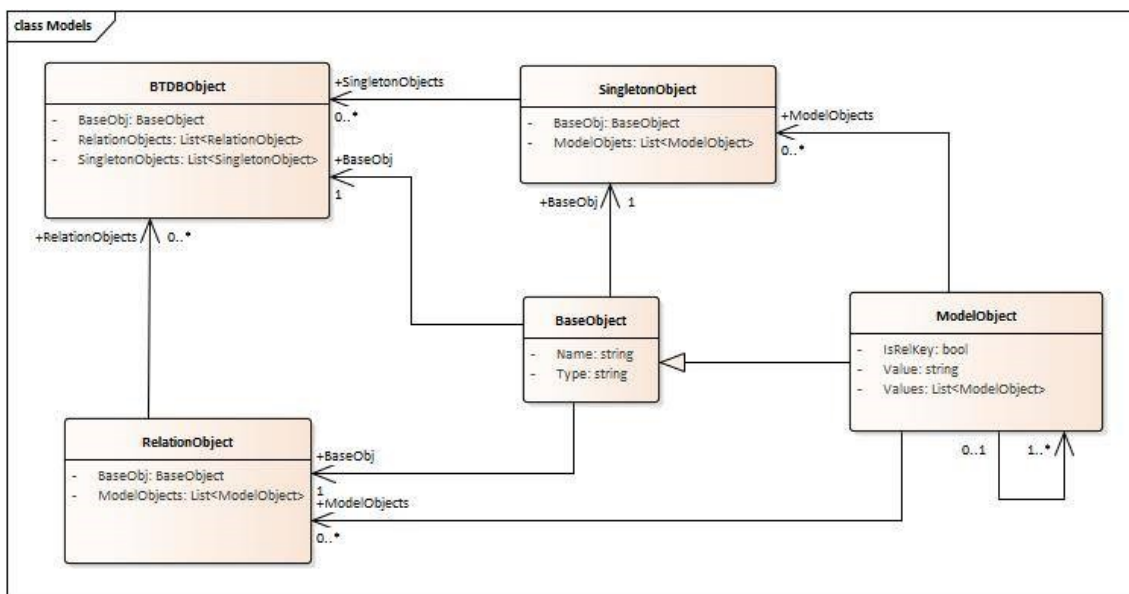 class Models
BTDBObject
- BaseObj: BaseObject
- RelationObjects: List<RelationObject>
- SingletonObjects: List<SingletonObject>
+SingletonObjects
0..*
+BaseObj
1
SingletonObject
- BaseObj: BaseObject
- ModelObjets: List<ModelObject>
+ModelObjects
0..*
+BaseObj
1
+RelationObjects
0..*
BaseObject
- Name: string
- Type: string
ModelObject
- IsRelKey: bool
- Value: string
- Values: List<ModelObject>
0..1
1..*
RelationObject
- BaseObj: BaseObject
- ModelObjects: List<ModelObject>
+BaseObj
1
+ModelObjects
0..*